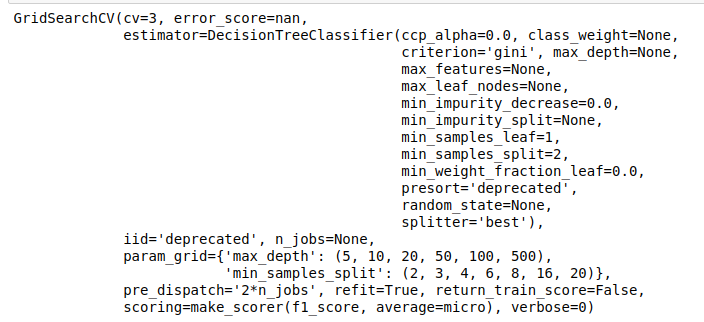 GridSearchCV(cv=3, error_score=nan,
             estimator=DecisionTreeClassifier(ccp_alpha=0.0, class_weight=None,
                                              criterion='gini', max_depth=None,
                                              max_features=None,
                                              max_leaf_nodes=None,
                                              min_impurity_decrease=0.0,
                                              min_impurity_split=None,
                                              min_samples_leaf=1,
                                              min_samples_split=2,
                                              min_weight_fraction_leaf=0.0,
                                              presort='deprecated',
                                              random_state=None,
                                              splitter='best'),
             iid='deprecated', n_jobs=None,
             param_grid={'max_depth': (5, 10, 20, 50, 100, 500),
                         'min_samples_split': (2, 3, 4, 6, 8, 16, 20)},
             pre_dispatch='2*n_jobs', refit=True, return_train_score=False,
             scoring=make_scorer(f1_score, average=micro), verbose=0)